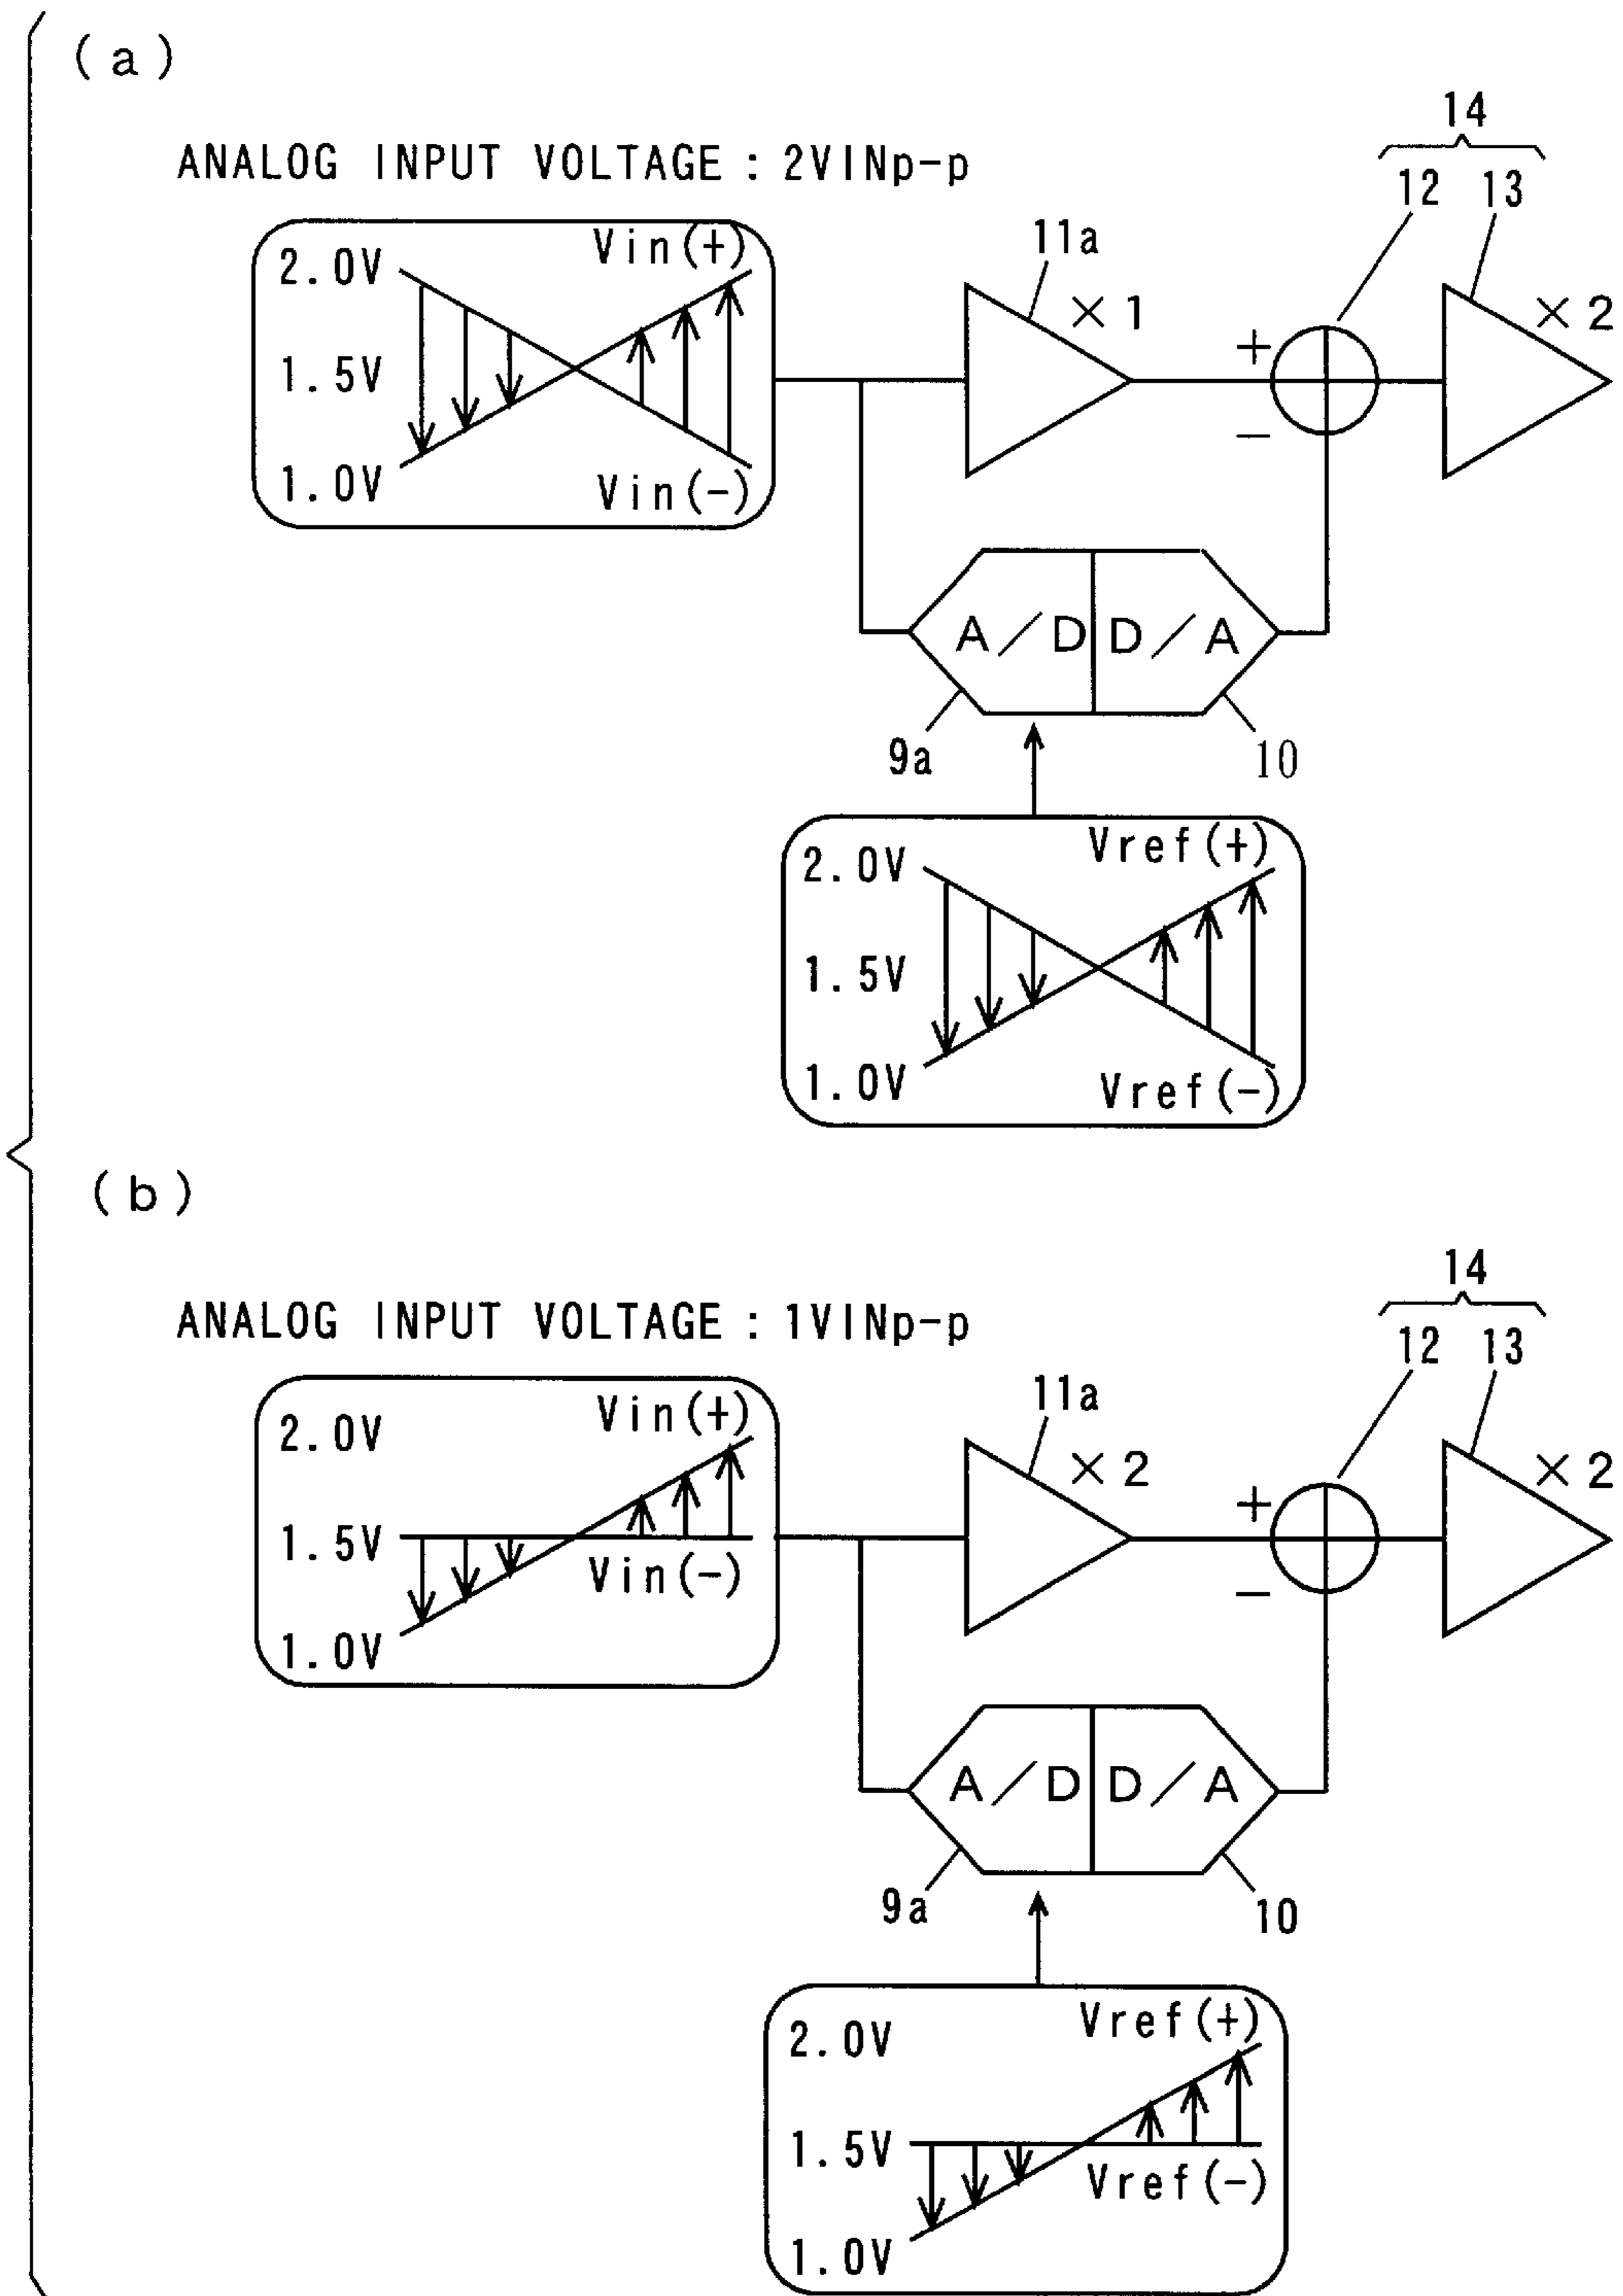 (a)
14
ANALOG INPUT VOLTAGE : 2VINp-p
12 13
2.0V
Vin(+)
11a
×1
×2
1.5V
+
−
1.0V
Vin(-)
A/D D/A
9a
10
2.0V
Vref(+)
1.5V
1.0V
Vref(-)
(b)
14
ANALOG INPUT VOLTAGE : 1VINp-p
12 13
2.0V
Vin(+)
11a
×2
×2
1.5V
Vin(-)
+
−
1.0V
A/D D/A
9a
10
2.0V
Vref(+)
1.5V
Vref(-)
1.0V